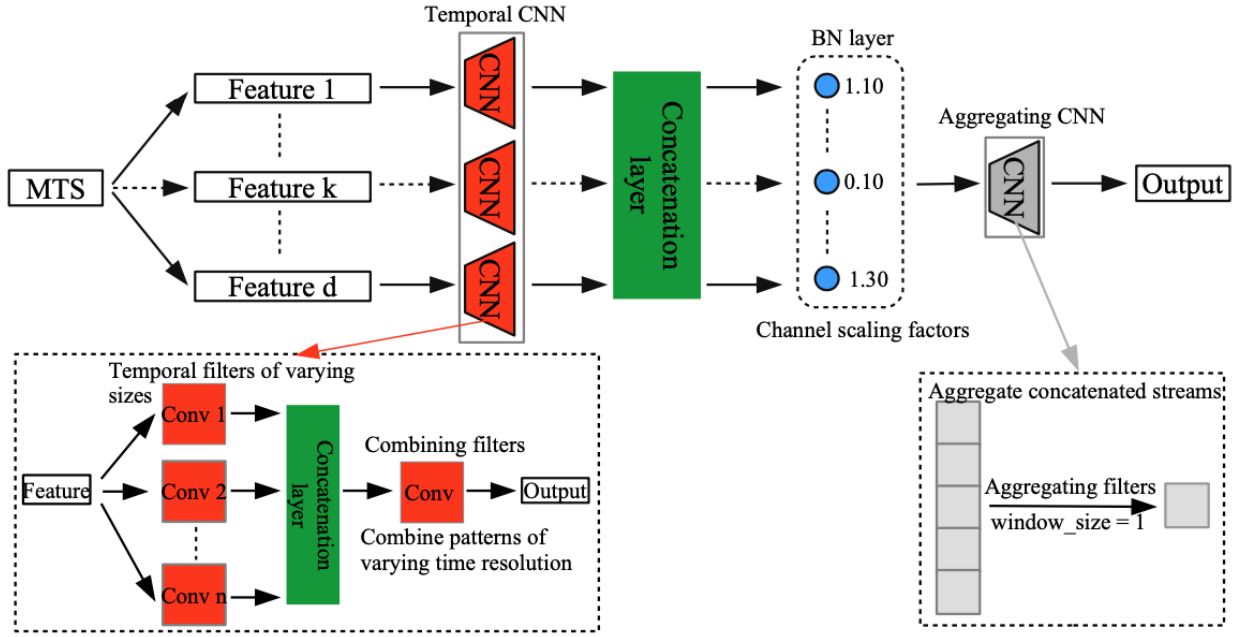 Temporal CNN
BN layer
Feature 1
CNN
1.10
Aggregating CNN
MTS
Feature k
CNN
Concatenation
layer
0.10
CNN
Output
Feature d
CNN
1.30
Channel scaling factors
Temporal filters of varying
sizes
Conv 1
Feature
Conv 2
Conv n
Concatenation
layer
Combining filters
Conv
Output
Combine patterns of
varying time resolution
Aggregate concatenated streams
Aggregating filters
window_size = 1